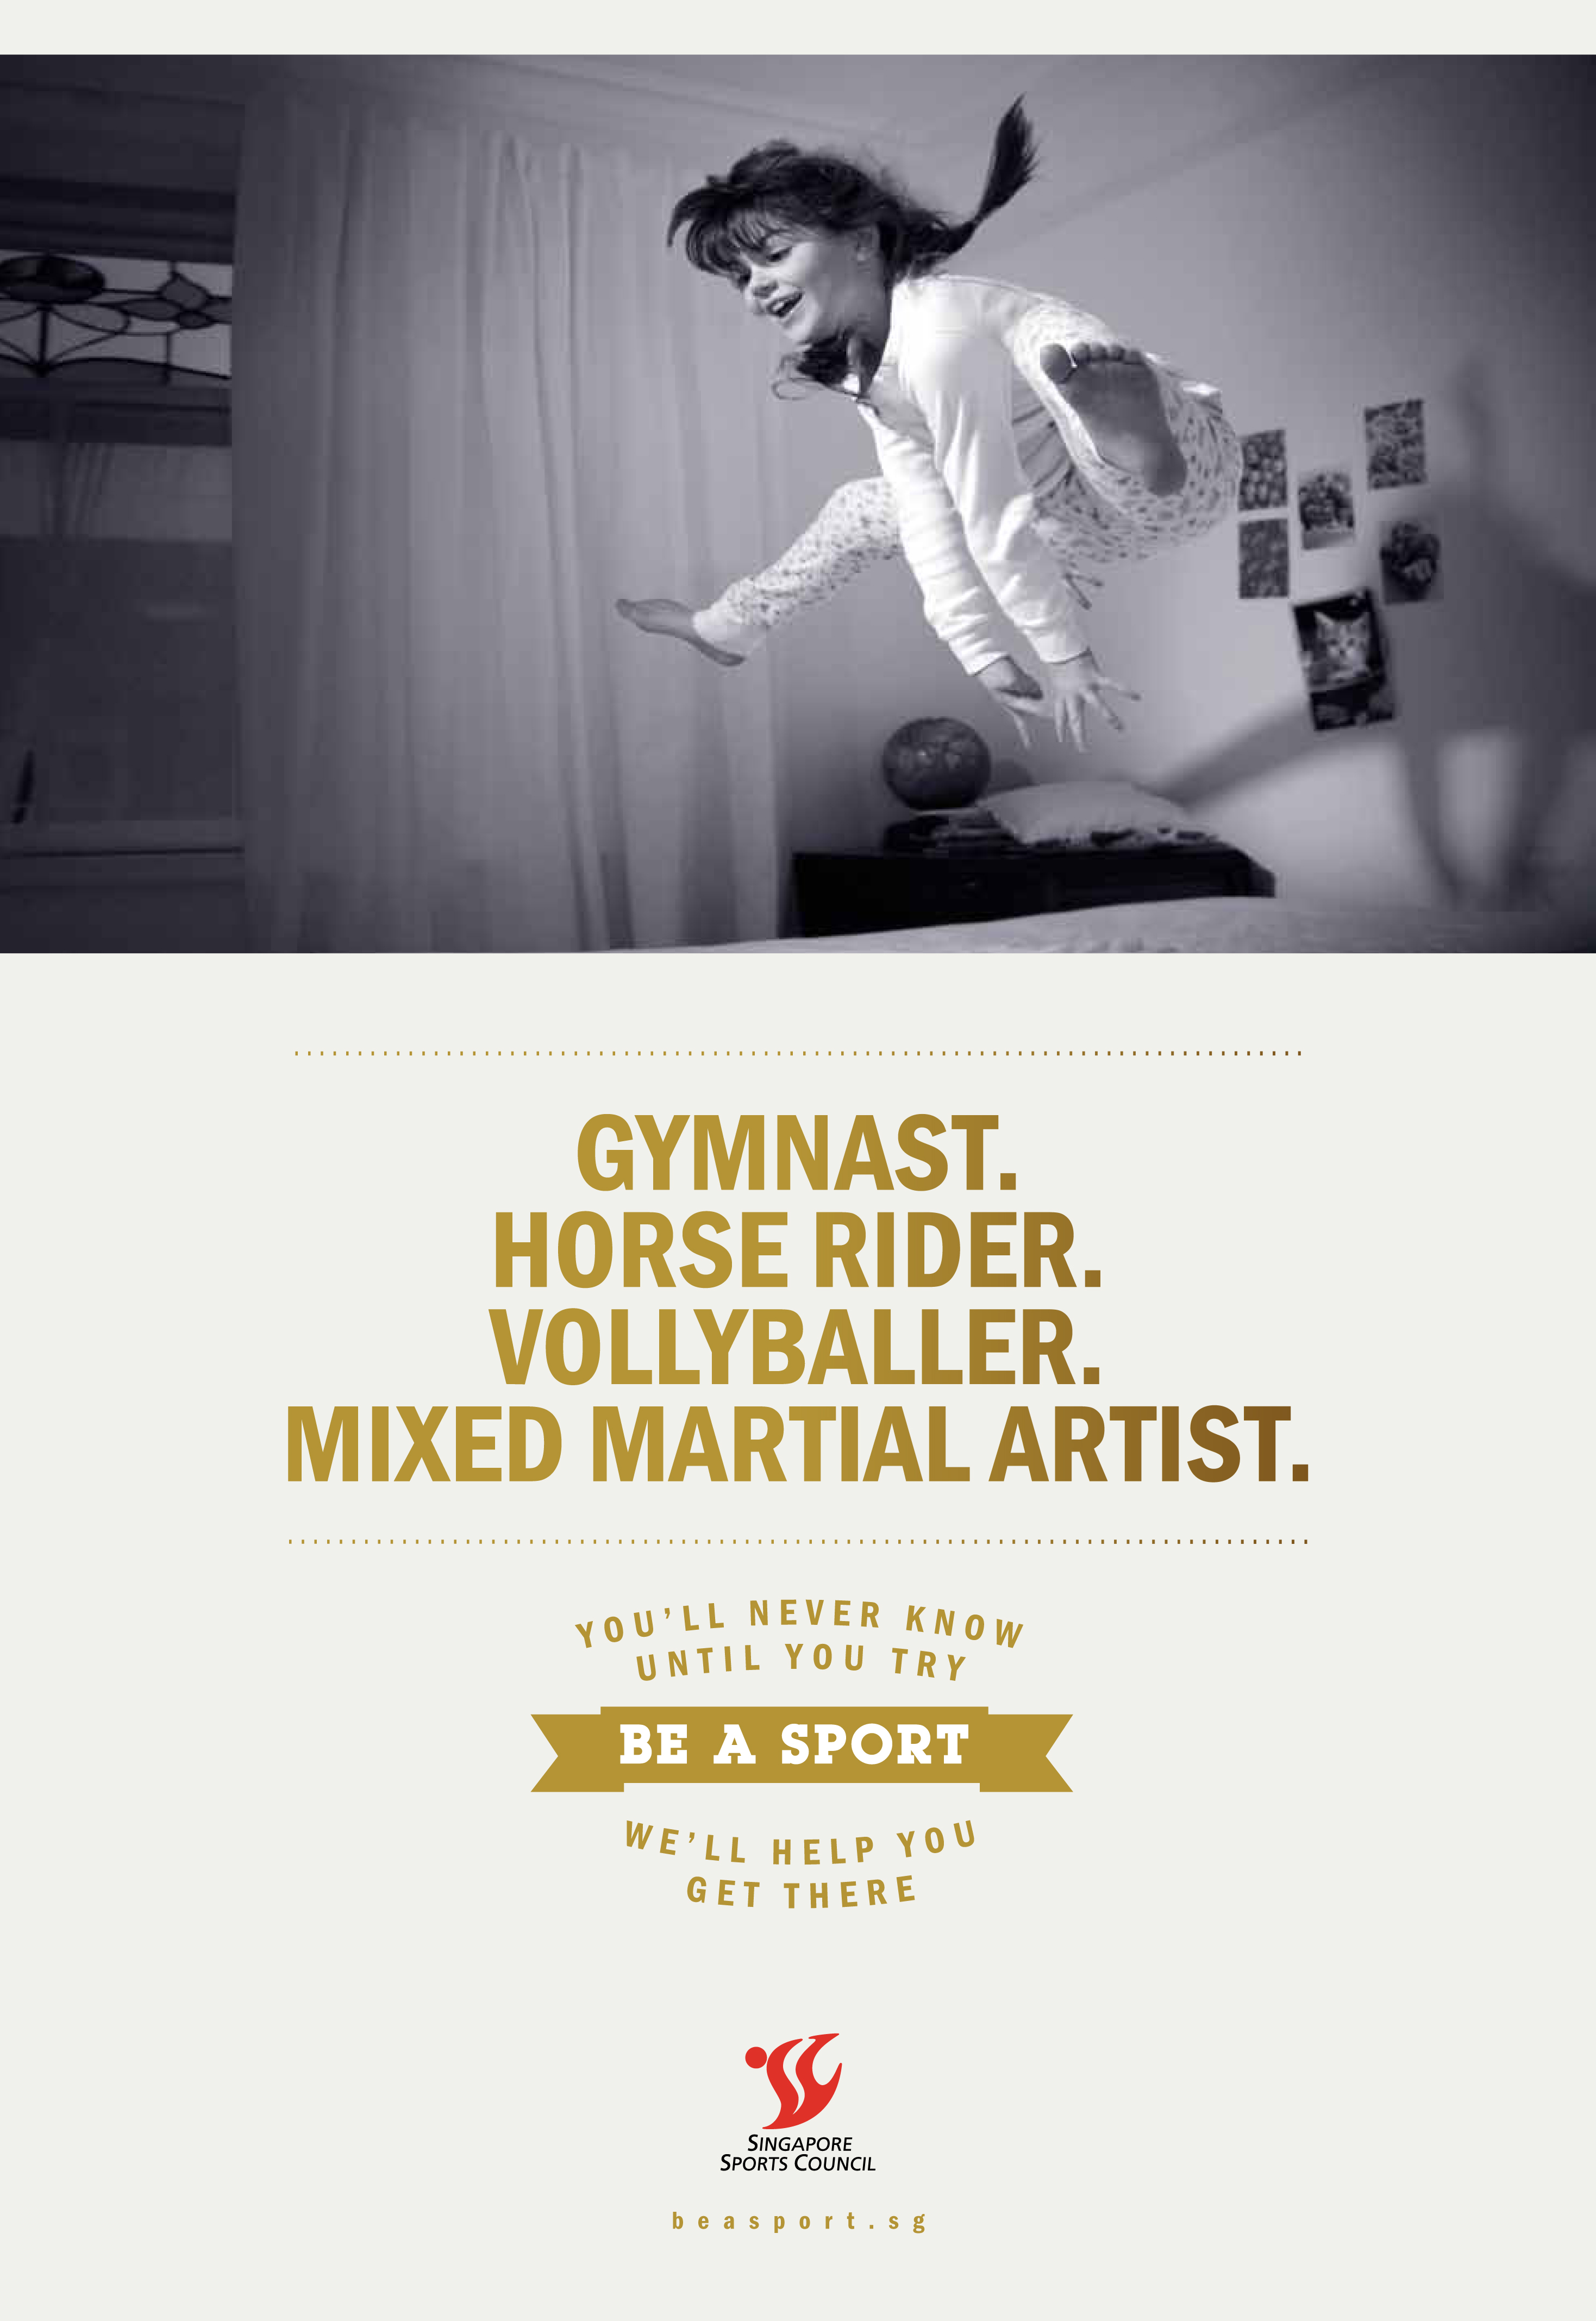 GYMNAST.
HORSE RIDER.
VOLLYBALLER.
MIXED MARTIAL ARTIST.
YOU'LL NEVER KNOW
UNTIL YOU TRY
BE A SPORT
WE'LL HELP YOU
GET THERE
SINGAPORE
SPORTS COUNCIL
beasport.sg